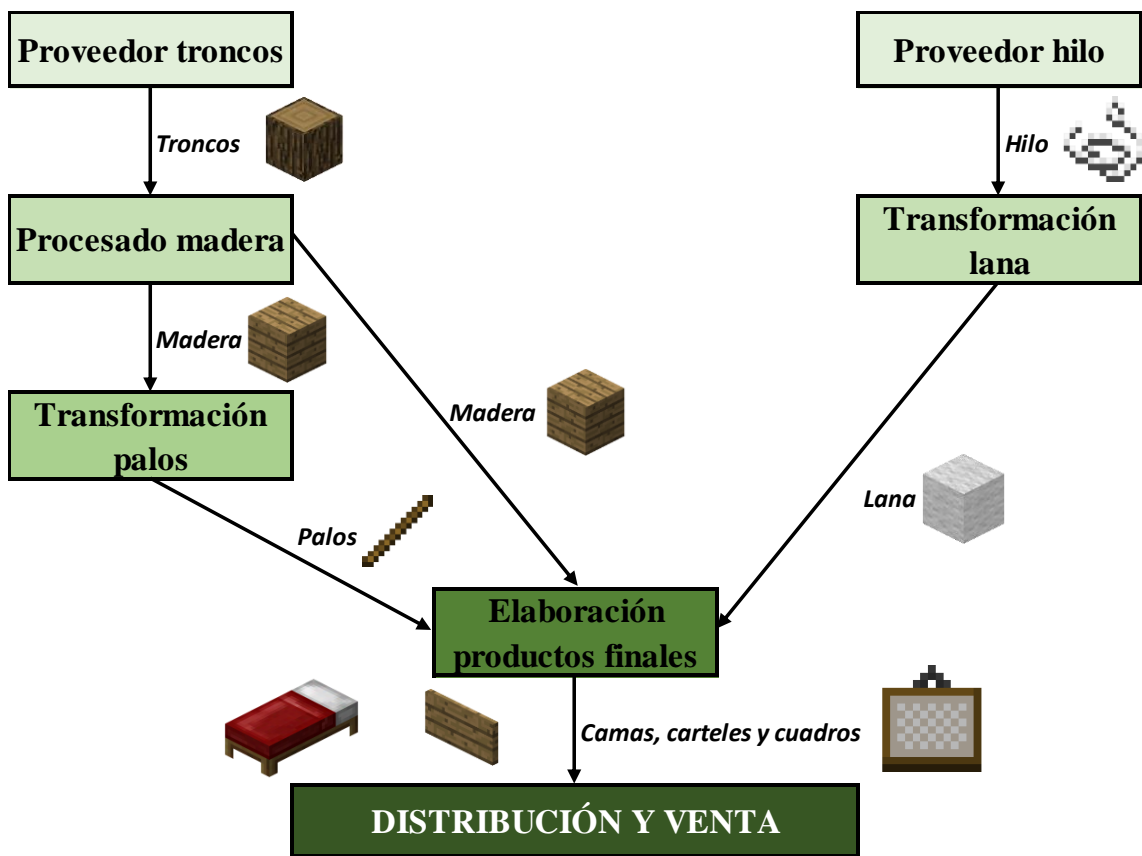 Proveedor troncos
Proveedor hilo
Troncos
Hilo
Procesado madera
Transformación
lana
Madera
Transformación
palos
Madera
Lana
Palos
Elaboración
productos finales
Camas, carteles y cuadros
DISTRIBUCIÓN Y VENTA